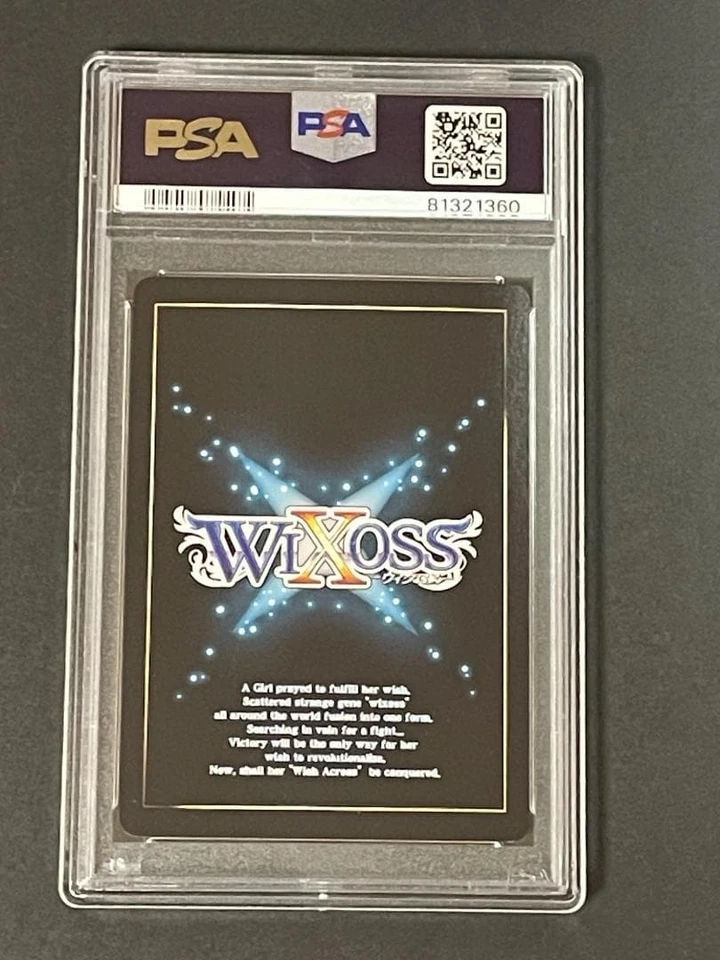 PSA
PSA
81321360
WIXOSS
ウィクロス
A Girl prayed to fulfill her wish.
Scattered strange gene "wixoss"
all around the world fusion into one form.
Searching in vain for a fight...
Victory will be the only way for her
wish to revolutionalize.
Now, shall her "Wish Across" be conquered.